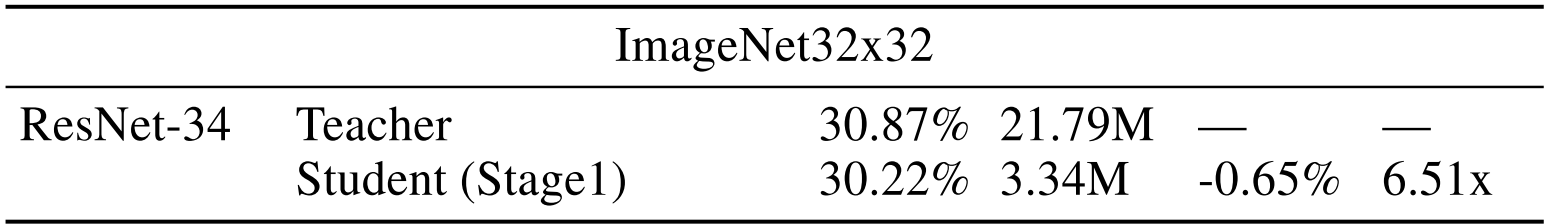 ImageNet32x32
ResNet-34 Teacher 30.87% 21.79M — —
Student (Stage1) 30.22% 3.34M -0.65% 6.51x